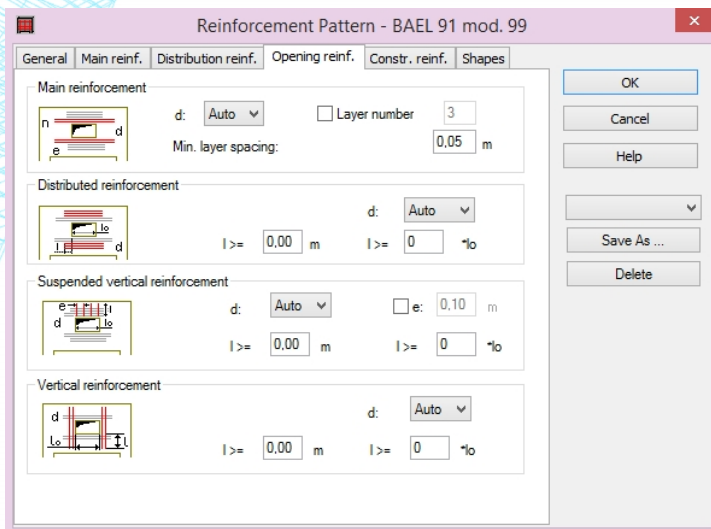 Reinforcement Pattern - BAEL 91 mod. 99
General Main reinf. Distribution reinf. Opening reinf. Constr. reinf. Shapes
Main reinforcement
n d e
d: Auto Layer number 3
Min. layer spacing: 0,05 m
Distributed reinforcement
lo l d
d: Auto
l >= 0,00 m l >= 0 *lo
Suspended vertical reinforcement
e l d lo
d: Auto e: 0,10 m
l >= 0,00 m l >= 0 *lo
Vertical reinforcement
d lo l
d: Auto
l >= 0,00 m l >= 0 *lo
OK
Cancel
Help
Save As ...
Delete